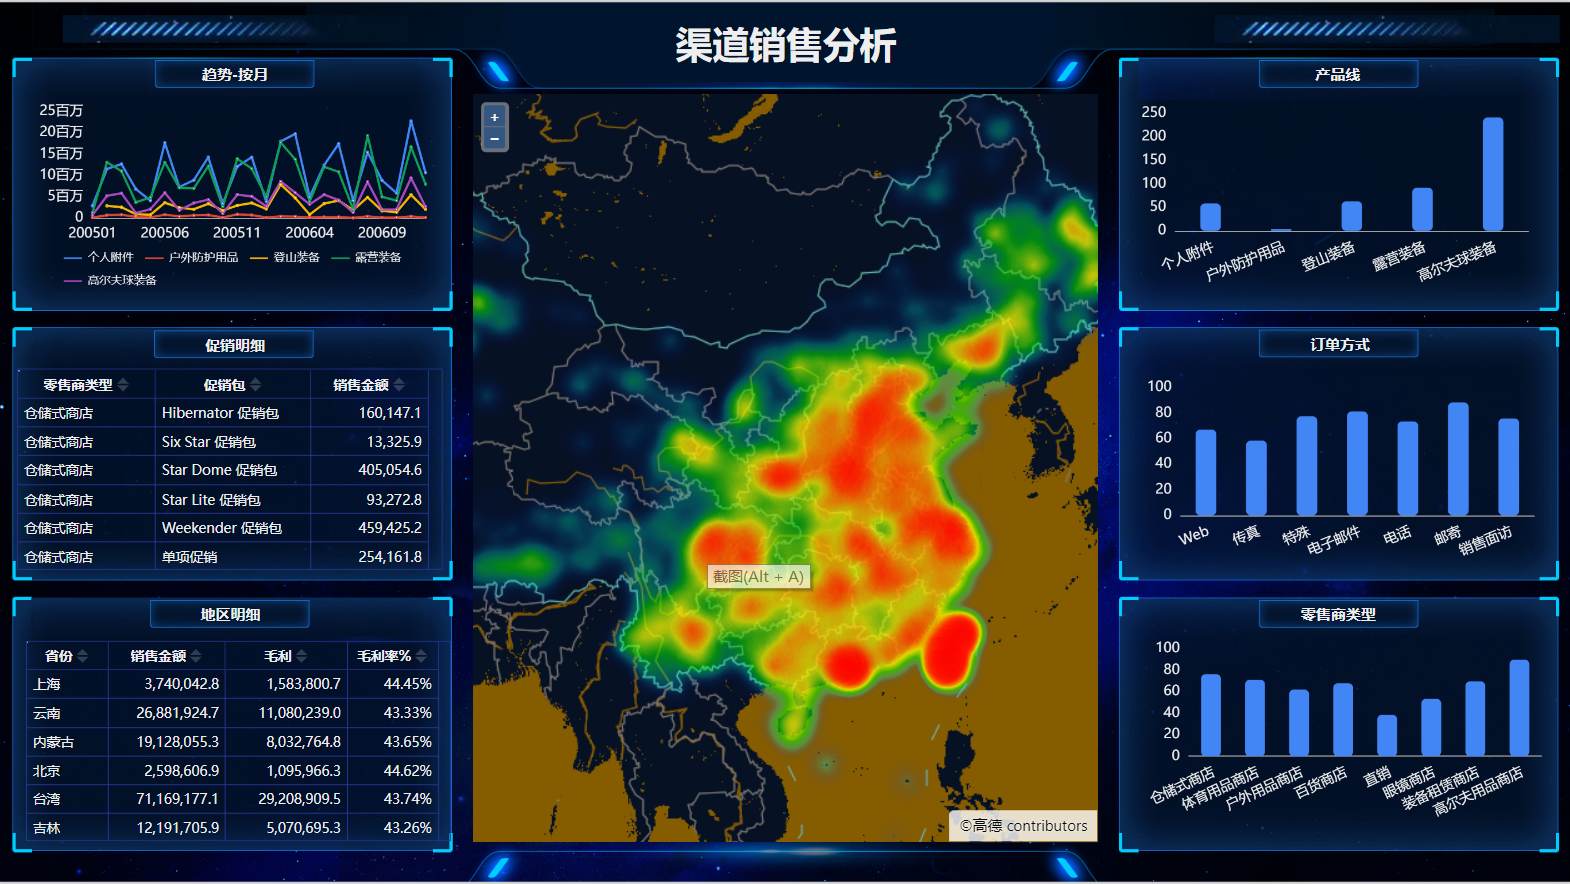 渠道销售分析
趋势-按月
25百万
20百万
15百万
10百万
5百万
0
200501 200506 200511 200604 200609
个人附件 户外防护用品 登山装备 露营装备
高尔夫球装备
促销明细
零售商类型 促销包 销售金额
仓储式商店 Hibernator 促销包 160,147.1
仓储式商店 Six Star 促销包 13,325.9
仓储式商店 Star Dome 促销包 405,054.6
仓储式商店 Star Lite 促销包 93,272.8
仓储式商店 Weekender 促销包 459,425.2
仓储式商店 单项促销 254,161.8
地区明细
省份 销售金额 毛利 毛利率%
上海 3,740,042.8 1,583,800.7 44.45%
云南 26,881,924.7 11,080,239.0 43.33%
内蒙古 19,128,055.3 8,032,764.8 43.65%
北京 2,598,606.9 1,095,966.3 44.62%
台湾 71,169,177.1 29,208,909.5 43.74%
吉林 12,191,705.9 5,070,695.3 43.26%
+
−
截图(Alt + A)
©高德 contributors
产品线
250
200
150
100
50
0
个人附件 户外防护用品 登山装备 露营装备 高尔夫球装备
订单方式
100
80
60
40
20
0
Web 传真 特殊 电子邮件 电话 邮寄 销售面访
零售商类型
100
80
60
40
20
0
仓储式商店 体育用品商店 户外用品商店 百货商店 直销 眼镜商店 装备租赁商店 高尔夫用品商店